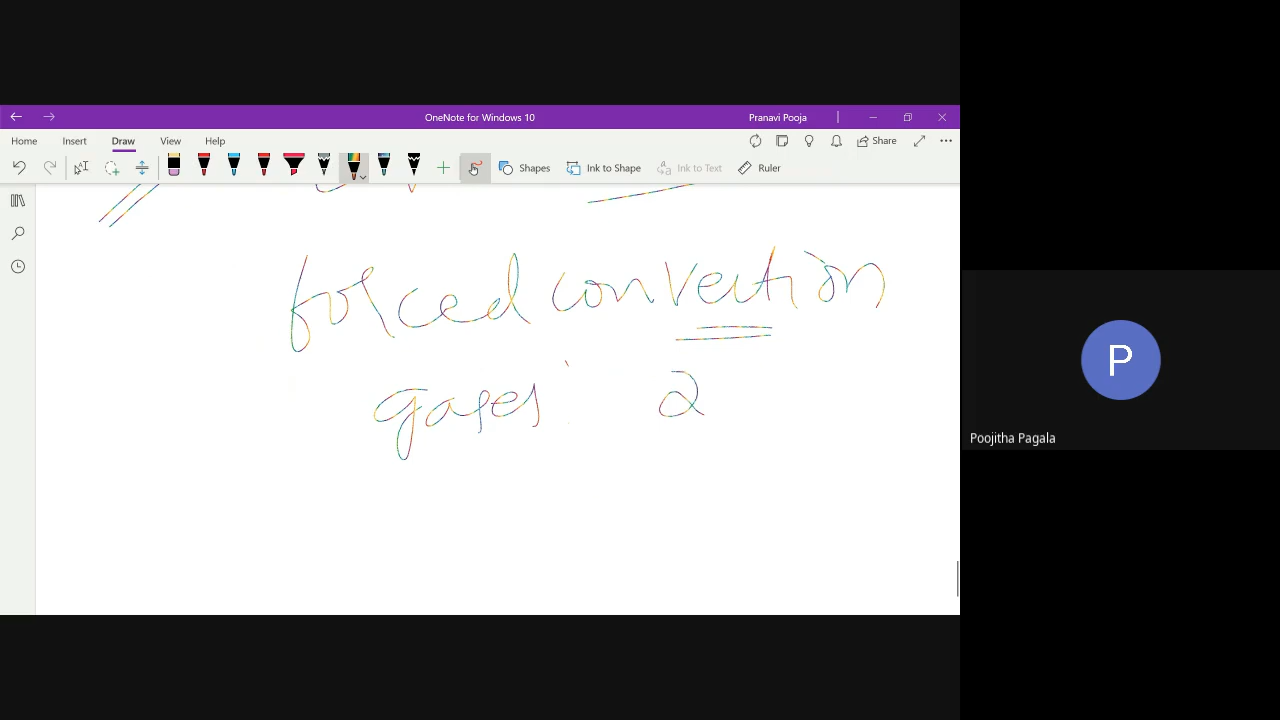 OneNote for Windows 10
Pranavi Pooja
Home Insert Draw View Help
Share
Shapes Ink to Shape Ink to Text Ruler
forced convection
gases: 2
P
Poojitha Pagala